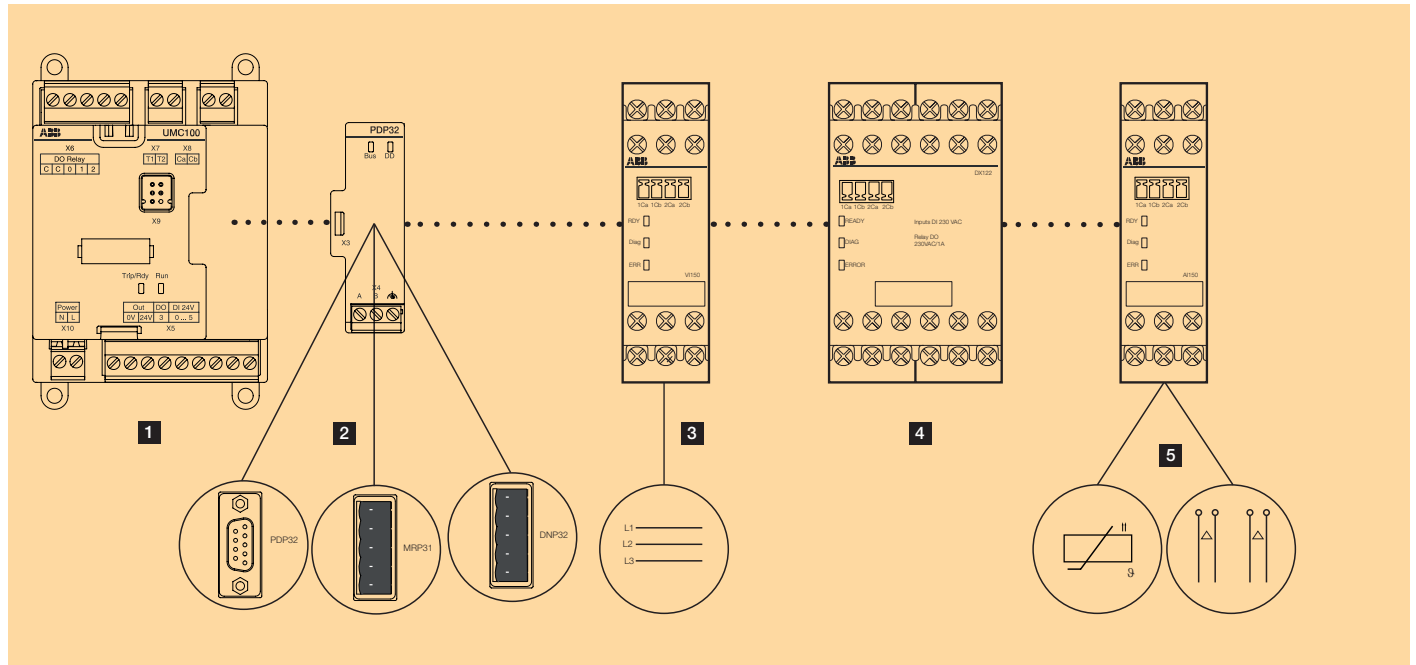 ABB
UMC100
X6
X7
X8
DO Relay
T1 T2
Ca Cb
C C 0 1 2
X9
Trip/Rdy Run
Power
Out DO DI 24V
N L
0V 24V 3 0 ... 5
X10
X5
1
PDP32
Bus DD
X3
X4
A B
2
PDP32
MRP31
DNP32
ABB
1Ca 1Cb 2Ca 2Cb
RDY
Diag
ERR
VI150
3
L1
L2
L3
ABB
DX122
1Ca 1Cb 2Ca 2Cb
READY
Inputs DI 230 VAC
DIAG
Relay DO
230VAC/1A
ERROR
4
ABB
1Ca 1Cb 2Ca 2Cb
RDY
Diag
ERR
AI150
5
ϑ